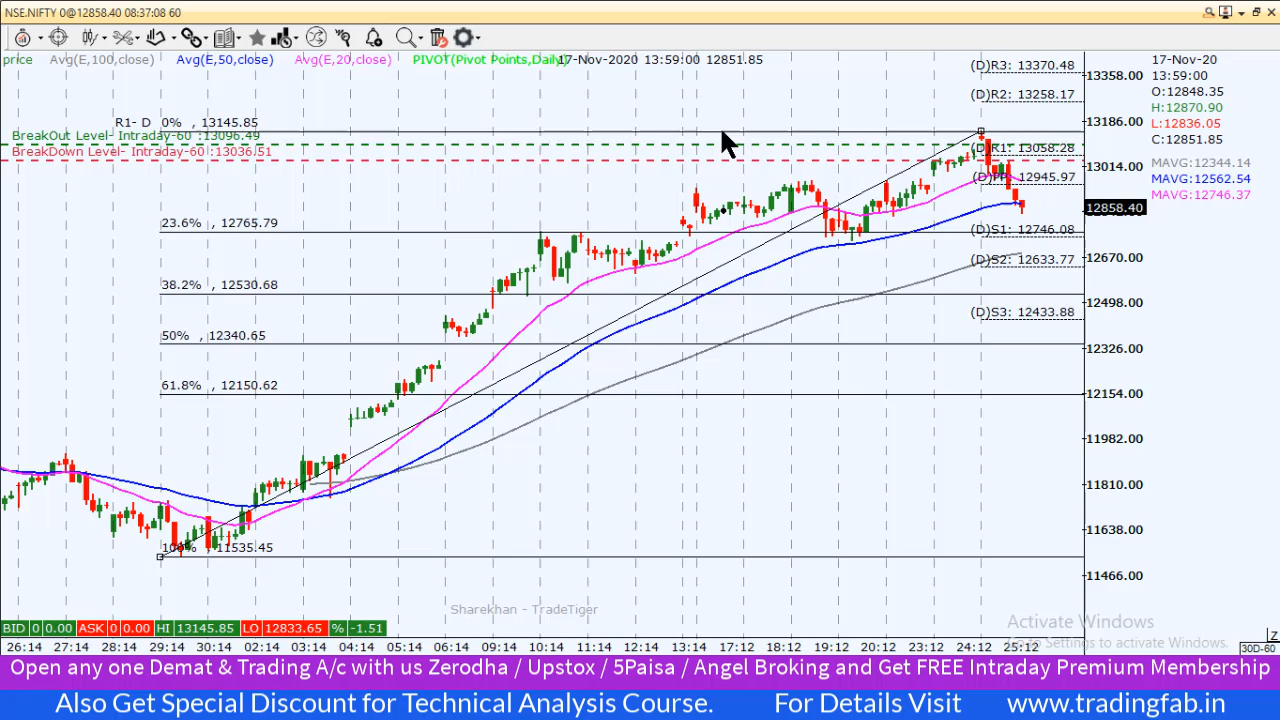 NSE.NIFTY 0@12858.40 08:37:08 60
price Avg(E,100,close) Avg(E,50,close) Avg(E,20,close) PIVOT(Pivot Points,Daily) 17-Nov-2020 13:59:00 12851.85
17-Nov-20
13:59:00
O:12848.35
H:12870.90
L:12836.05
C:12851.85
MAVG:12344.14
MAVG:12562.54
MAVG:12746.37
(D)R3: 13370.48
(D)R2: 13258.17
R1- D 0% , 13145.85
BreakOut Level- Intraday-60 :13096.49
BreakDown Level- Intraday-60 :13036.51
(D)R1: 13058.28
(D)PP: 12945.97
23.6% , 12765.79
(D)S1: 12746.08
(D)S2: 12633.77
38.2% , 12530.68
(D)S3: 12433.88
50% , 12340.65
61.8% , 12150.62
100% , 11535.45
13358.00
13186.00
13014.00
12858.40
12670.00
12498.00
12326.00
12154.00
11982.00
11810.00
11638.00
11466.00
Sharekhan - TradeTiger
Activate Windows
Go to Settings to activate Windows.
BID 0 0.00 ASK 0 0.00 HI 13145.85 LO 12833.65 % -1.51
26:14 27:14 28:14 29:14 30:14 02:14 03:14 04:14 05:14 06:14 09:14 10:14 11:14 12:14 13:14 17:12 18:12 19:12 20:12 23:12 24:12 25:12 30D-60
Z
Open any one Demat & Trading A/c with us Zerodha / Upstox / 5Paisa / Angel Broking and Get FREE Intraday Premium Membership
Also Get Special Discount for Technical Analysis Course. For Details Visit www.tradingfab.in